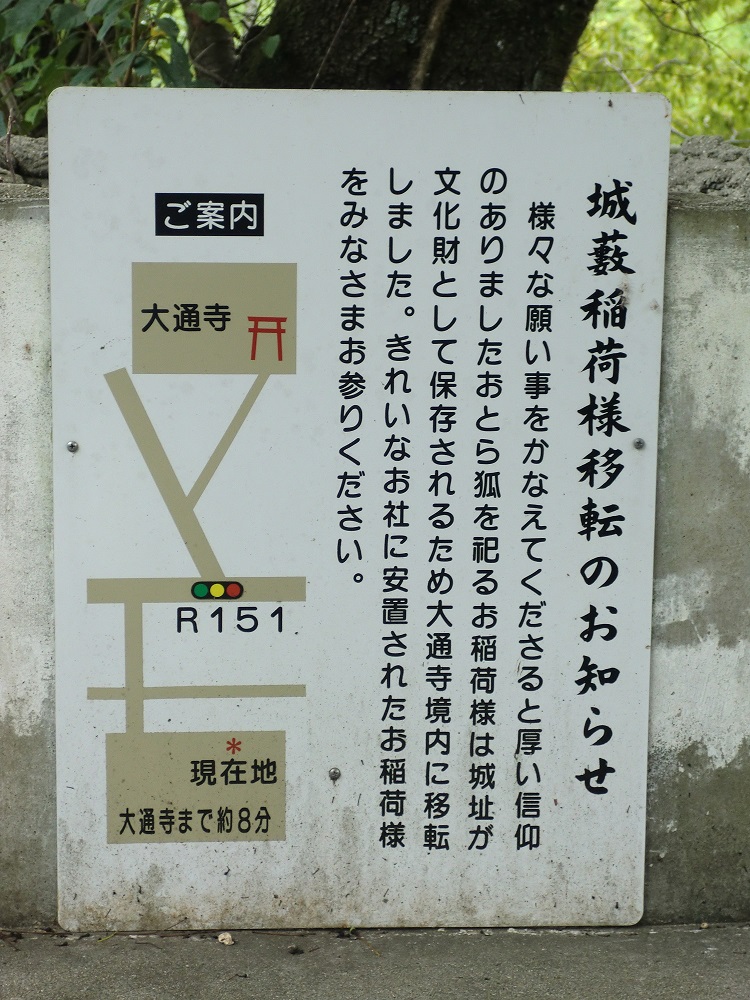 城藪稲荷様移転のお知らせ
様々な願い事をかなえてくださると厚い信仰
のありましたおとら狐を祀るお稲荷様は城址が
文化財として保存されるため大通寺境内に移転
しました。きれいなお社に安置されたお稲荷様
をみなさまお参りください。
ご案内
大通寺
R151
*
現在地
大通寺まで約8分